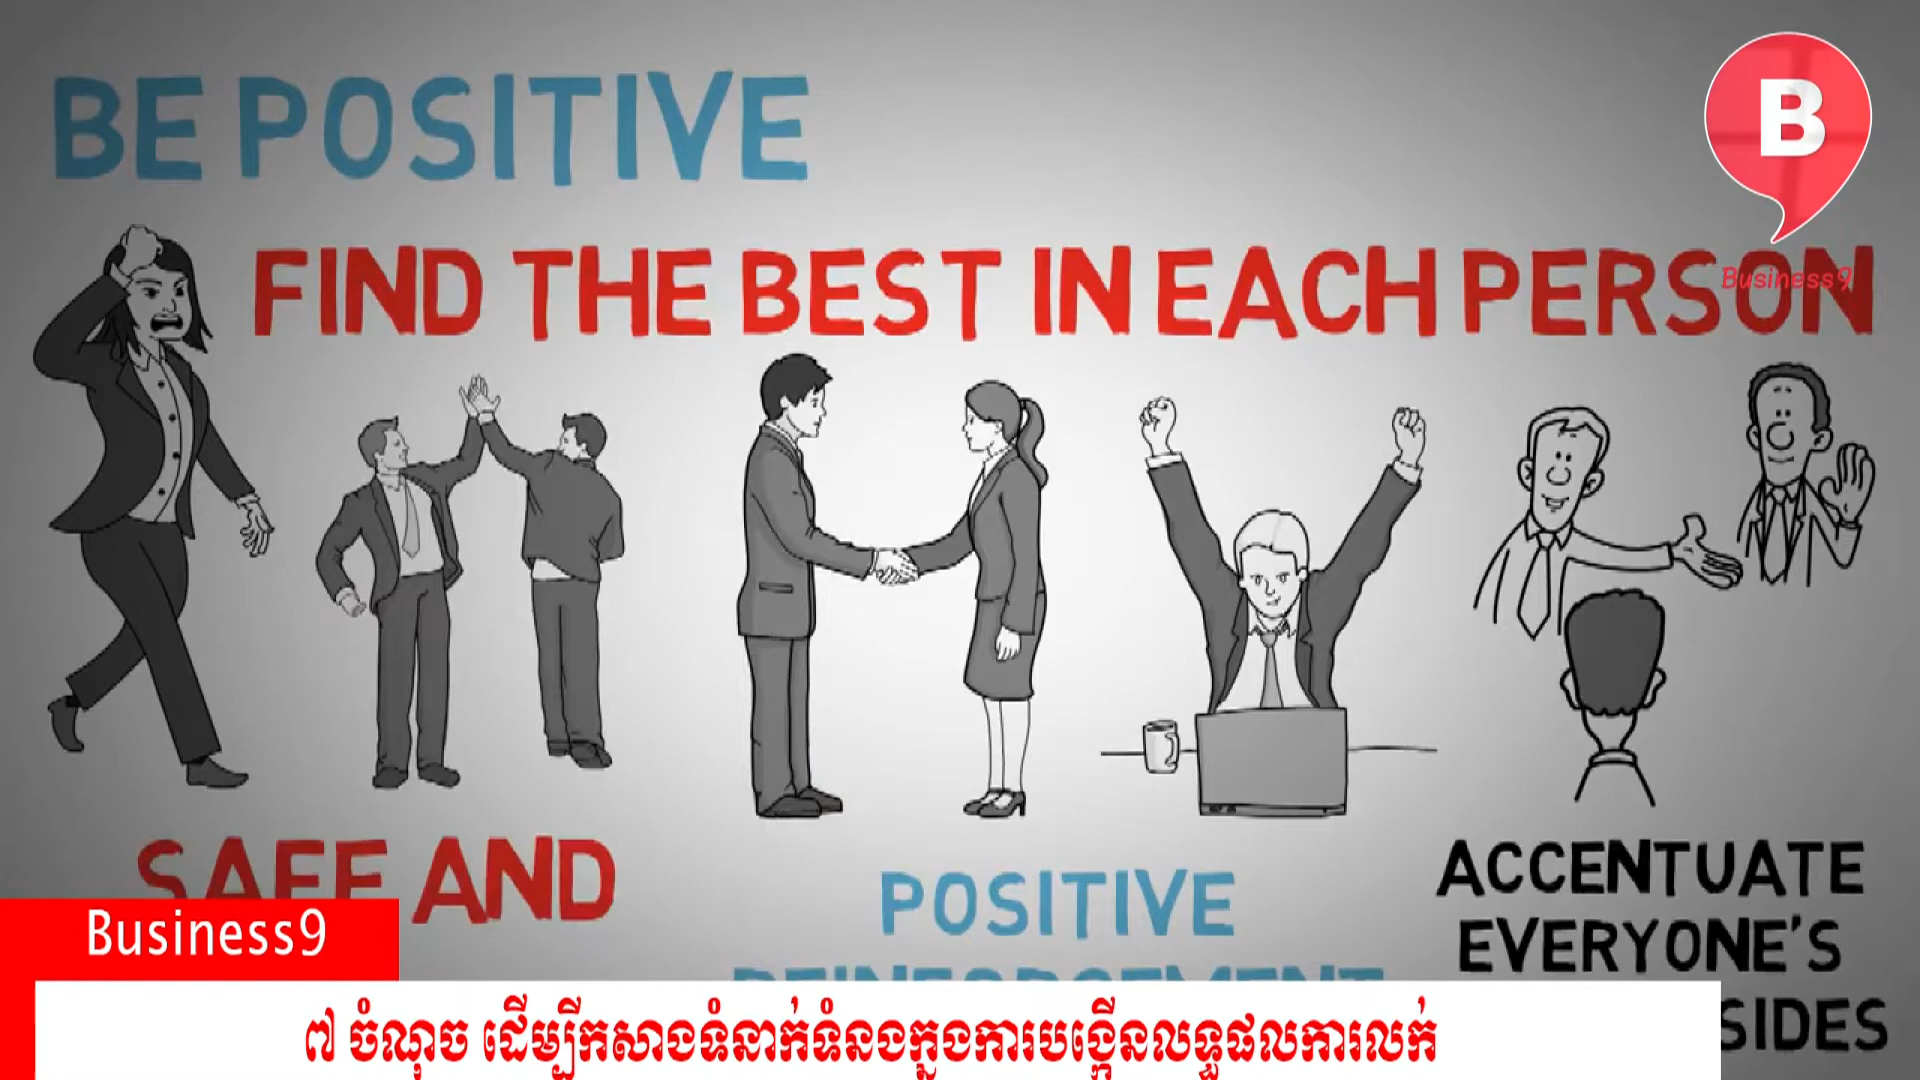 BE POSITIVE
B
Business9
FIND THE BEST IN EACH PERSON
SAFE AND
POSITIVE
REINFORCEMENT
ACCENTUATE
EVERYONE'S
SIDES
Business9
៧ ចំណុច ដើម្បីកសាងទំនាក់ទំនងក្នុងការបង្កើនលទ្ធផលការលក់